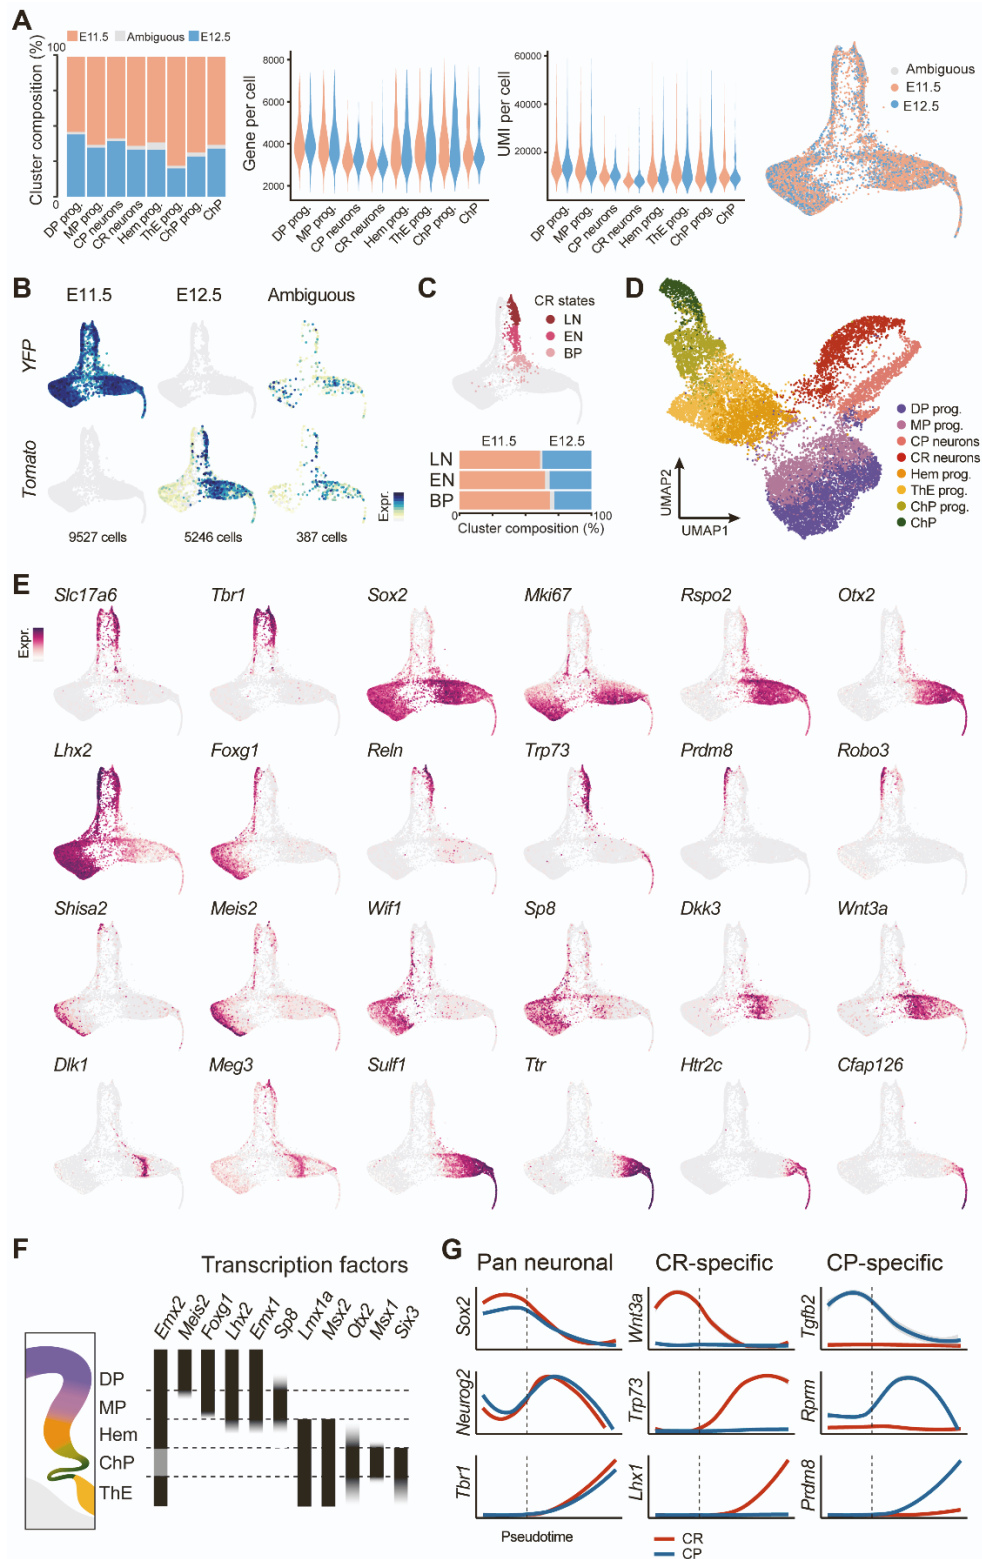 A
E11.5 Ambiguous E12.5
Cluster composition (%)
100
0
DP prog.
MP prog.
CP neurons
CR neurons
Hem prog.
ThE prog.
ChP prog.
ChP
Gene per cell
8000
6000
4000
2000
DP prog.
MP prog.
CP neurons
CR neurons
Hem prog.
ThE prog.
ChP prog.
ChP
UMI per cell
60000
40000
20000
DP prog.
MP prog.
CP neurons
CR neurons
Hem prog.
ThE prog.
ChP prog.
ChP
Ambiguous
E11.5
E12.5
B
E11.5 E12.5 Ambiguous
YFP
Tomato
Expr.
9527 cells 5246 cells 387 cells
C
CR states
LN
EN
BP
E11.5 E12.5
LN
EN
BP
0 100
Cluster composition (%)
D
UMAP2
UMAP1
DP prog.
MP prog.
CP neurons
CR neurons
Hem prog.
ThE prog.
ChP prog.
ChP
E
Expr.
Slc17a6 Tbr1 Sox2 Mki67 Rspo2 Otx2
Lhx2 Foxg1 Reln Trp73 Prdm8 Robo3
Shisa2 Meis2 Wif1 Sp8 Dkk3 Wnt3a
Dlk1 Meg3 Sulf1 Ttr Htr2c Cfap126
F
Transcription factors
Emx2 Meis2 Foxg1 Lhx2 Emx1 Sp8 Lmx1a Msx2 Otx2 Msx1 Six3
DP
MP
Hem
ChP
ThE
G
Pan neuronal CR-specific CP-specific
Sox2 Wnt3a Tgfb2
Neurog2 Trp73 Rprm
Tbr1 Lhx1 Prdm8
Pseudotime
CR
CP